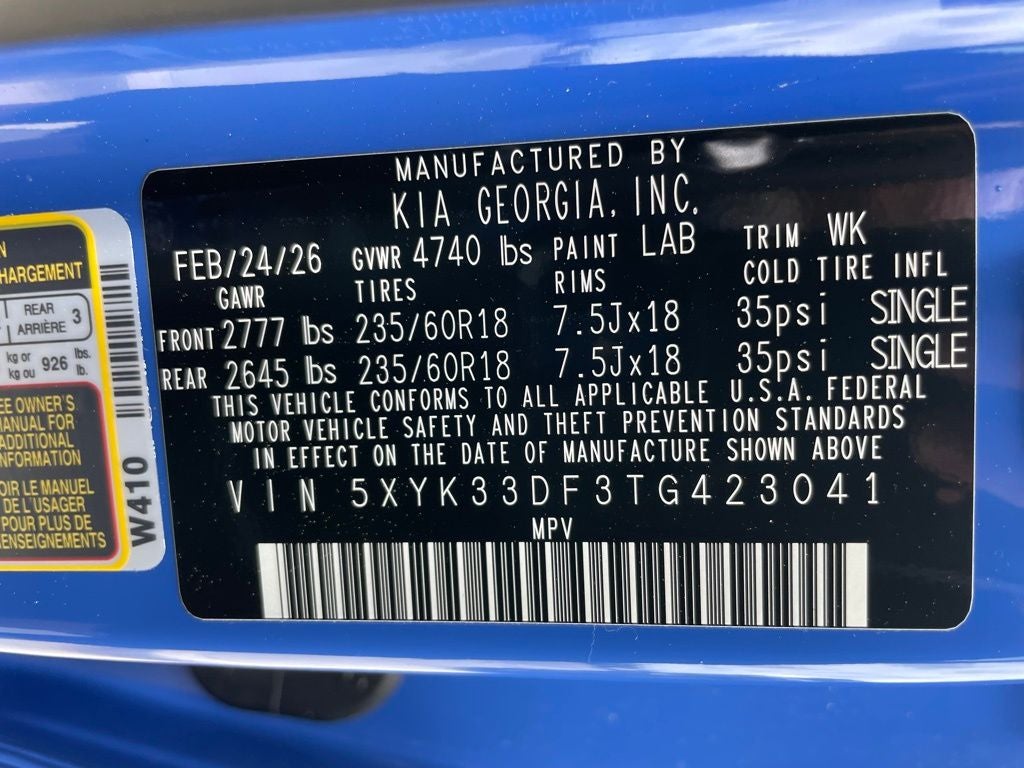 MANUFACTURED BY
KIA GEORGIA, INC.
FEB/24/26 GVWR 4740 lbs PAINT LAB TRIM WK
GAWR TIRES RIMS COLD TIRE INFL
FRONT 2777 lbs 235/60R18 7.5Jx18 35psi SINGLE
REAR 2645 lbs 235/60R18 7.5Jx18 35psi SINGLE
THIS VEHICLE CONFORMS TO ALL APPLICABLE U.S.A. FEDERAL
MOTOR VEHICLE SAFETY AND THEFT PREVENTION STANDARDS
IN EFFECT ON THE DATE OF MANUFACTURE SHOWN ABOVE
VIN 5XYK33DF3TG423041
MPV
REAR
ARRIÈRE 3
kg or
kg ou 926 lbs.
lb.
OWNER'S
MANUAL FOR
ADDITIONAL
INFORMATION
LE MANUEL
DE L'USAGER
POUR PLUS DE
RENSEIGNEMENTS
W410